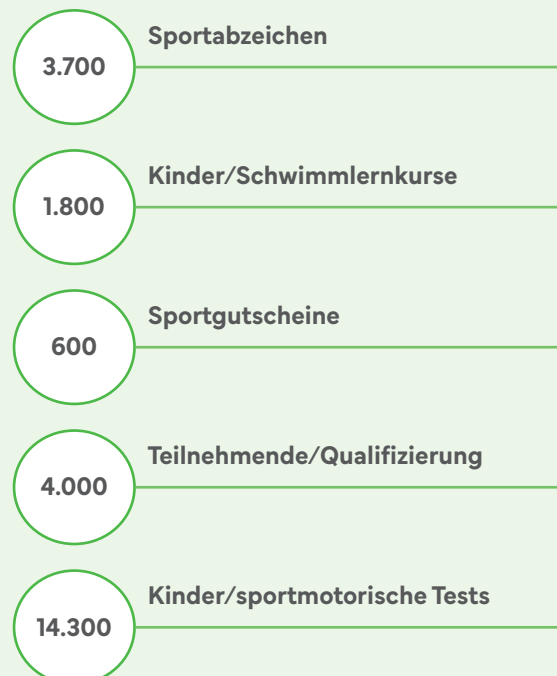 Sportabzeichen
3.700
Kinder/Schwimmlernkurse
1.800
Sportgutscheine
600
Teilnehmende/Qualifizierung
4.000
Kinder/sportmotorische Tests
14.300